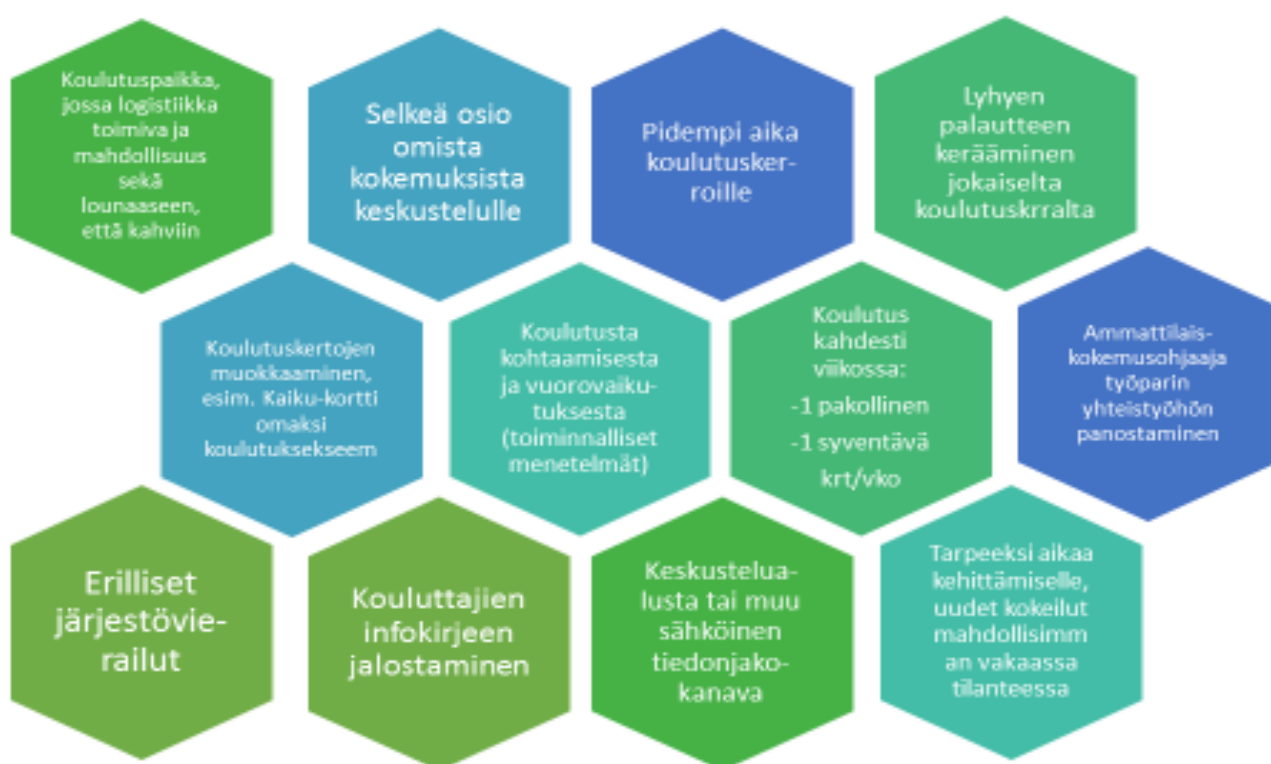 Koulutuspaikka,
jossa logistiikka
toimiva ja
mahdollisuus
sekä
lounaaseen,
että kahviin
Selkeä osio
omista
kokemuksista
keskustelulle
Pidempi aika
koulutusker-
roille
Lyhyen
palautteen
kerääminen
jokaiselta
koulutuskrralta
Koulutuskertojen
muokkaaminen,
esim. Kaiku-kortti
omaksi
koulutuksekseem
Koulutusta
kohtaamisesta
ja vuorovaiku-
tuksesta
(toiminnalliset
menetelmät)
Koulutus
kahdesti
viikossa:
-1 pakollinen
-1 syventävä
krt/vko
Ammattilais-
kokemusohjaaja
työparin
yhteistyöhön
panostaminen
Erilliset
järjestövie-
railut
Kouluttajien
infokirjeen
jalostaminen
Keskustelua-
lusta tai muu
sähköinen
tiedonjako-
kanava
Tarpeeksi aikaa
kehittämiselle,
uudet kokeilut
mahdollisimm
an vakaassa
tilanteessa